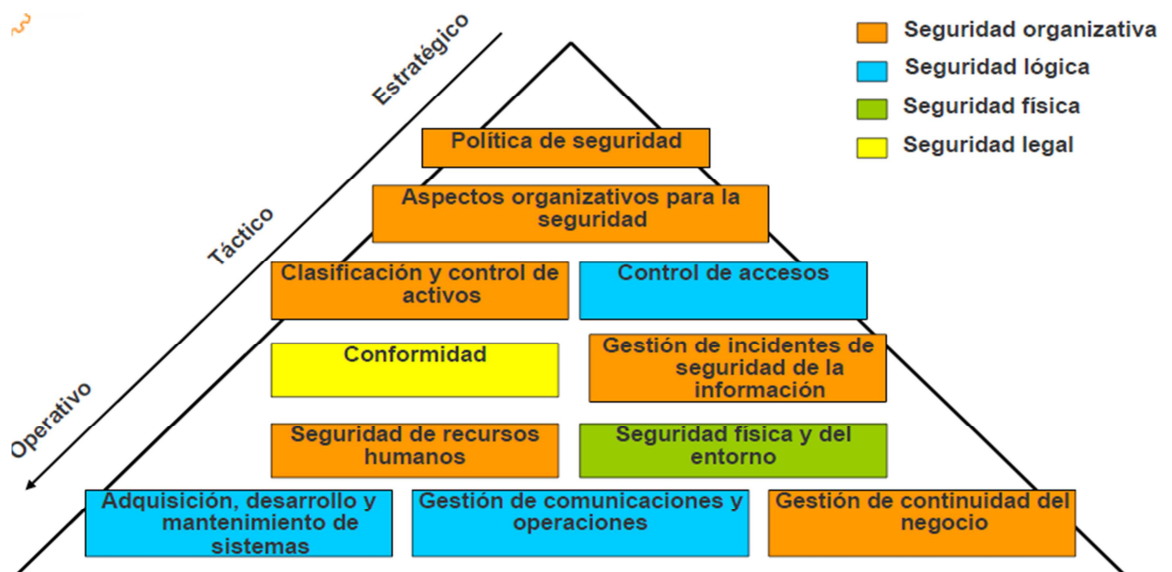 Estratégico
Táctico
Operativo
Seguridad organizativa
Seguridad lógica
Seguridad física
Seguridad legal
Política de seguridad
Aspectos organizativos para la
seguridad
Clasificación y control de
activos
Control de accesos
Conformidad
Gestión de incidentes de
seguridad de la
información
Seguridad de recursos
humanos
Seguridad física y del
entorno
Adquisición, desarrollo y
mantenimiento de
sistemas
Gestión de comunicaciones y
operaciones
Gestión de continuidad del
negocio